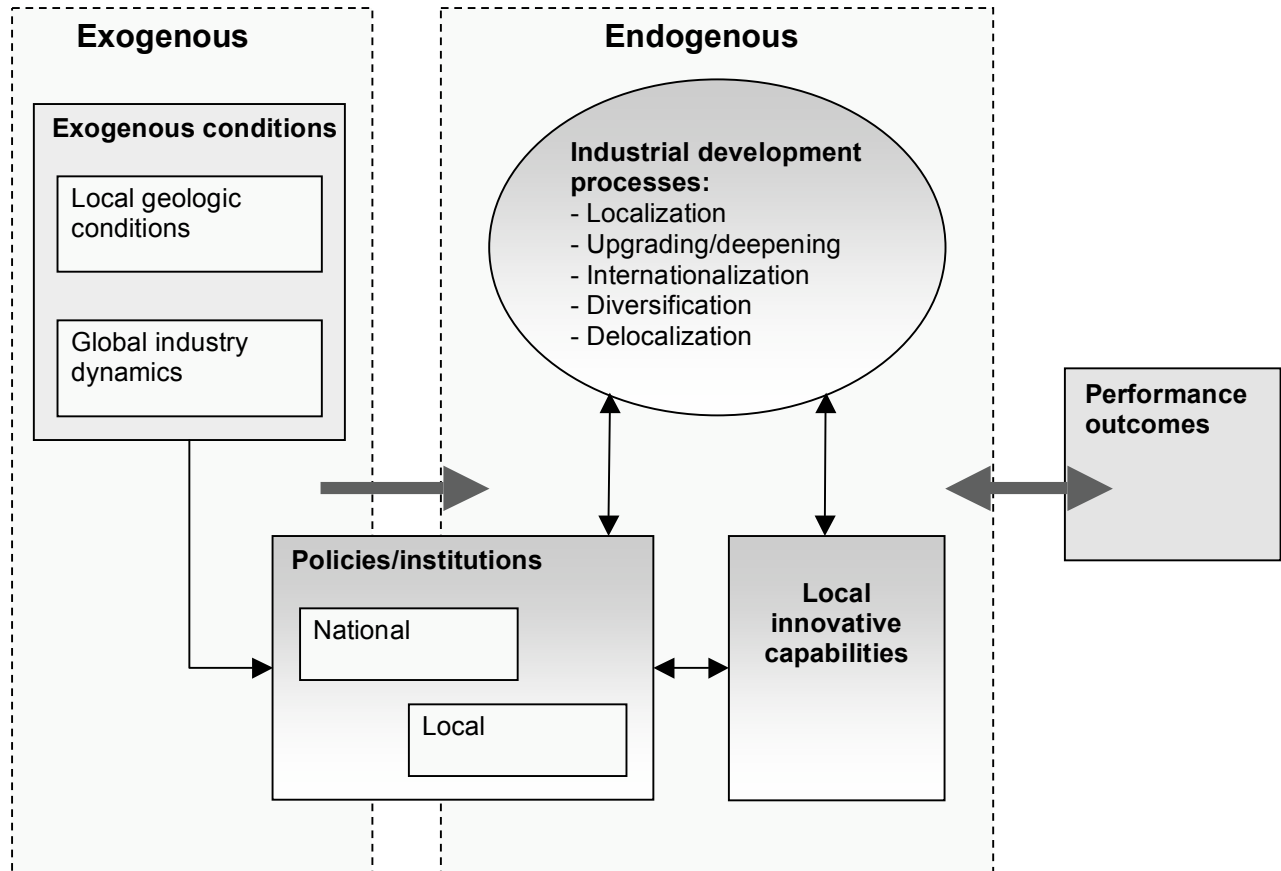 Exogenous
Endogenous
Exogenous conditions
Local geologic
conditions
Global industry
dynamics
Industrial development
processes:
- Localization
- Upgrading/deepening
- Internationalization
- Diversification
- Delocalization
Performance
outcomes
Policies/institutions
National
Local
Local
innovative
capabilities